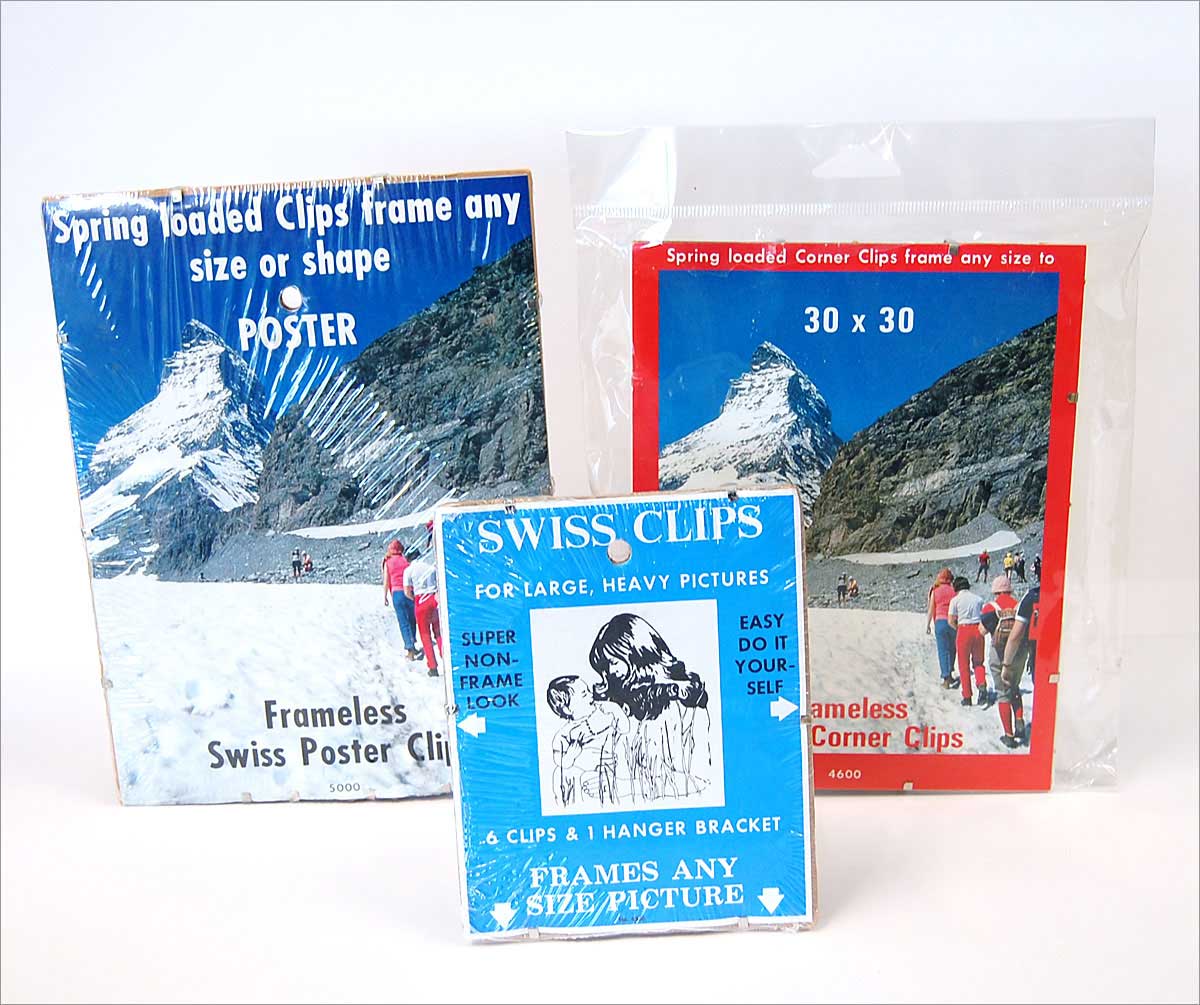 Spring loaded Clips frame any
size or shape
POSTER
Frameless
Swiss Poster Cli
5000
Spring loaded Corner Clips frame any size to
30 x 30
ameless
Corner Clips
4600
SWISS CLIPS
FOR LARGE, HEAVY PICTURES
SUPER
NON-
FRAME
LOOK
EASY
DO IT
YOUR-
SELF
6 CLIPS & 1 HANGER BRACKET
FRAMES ANY
SIZE PICTURE